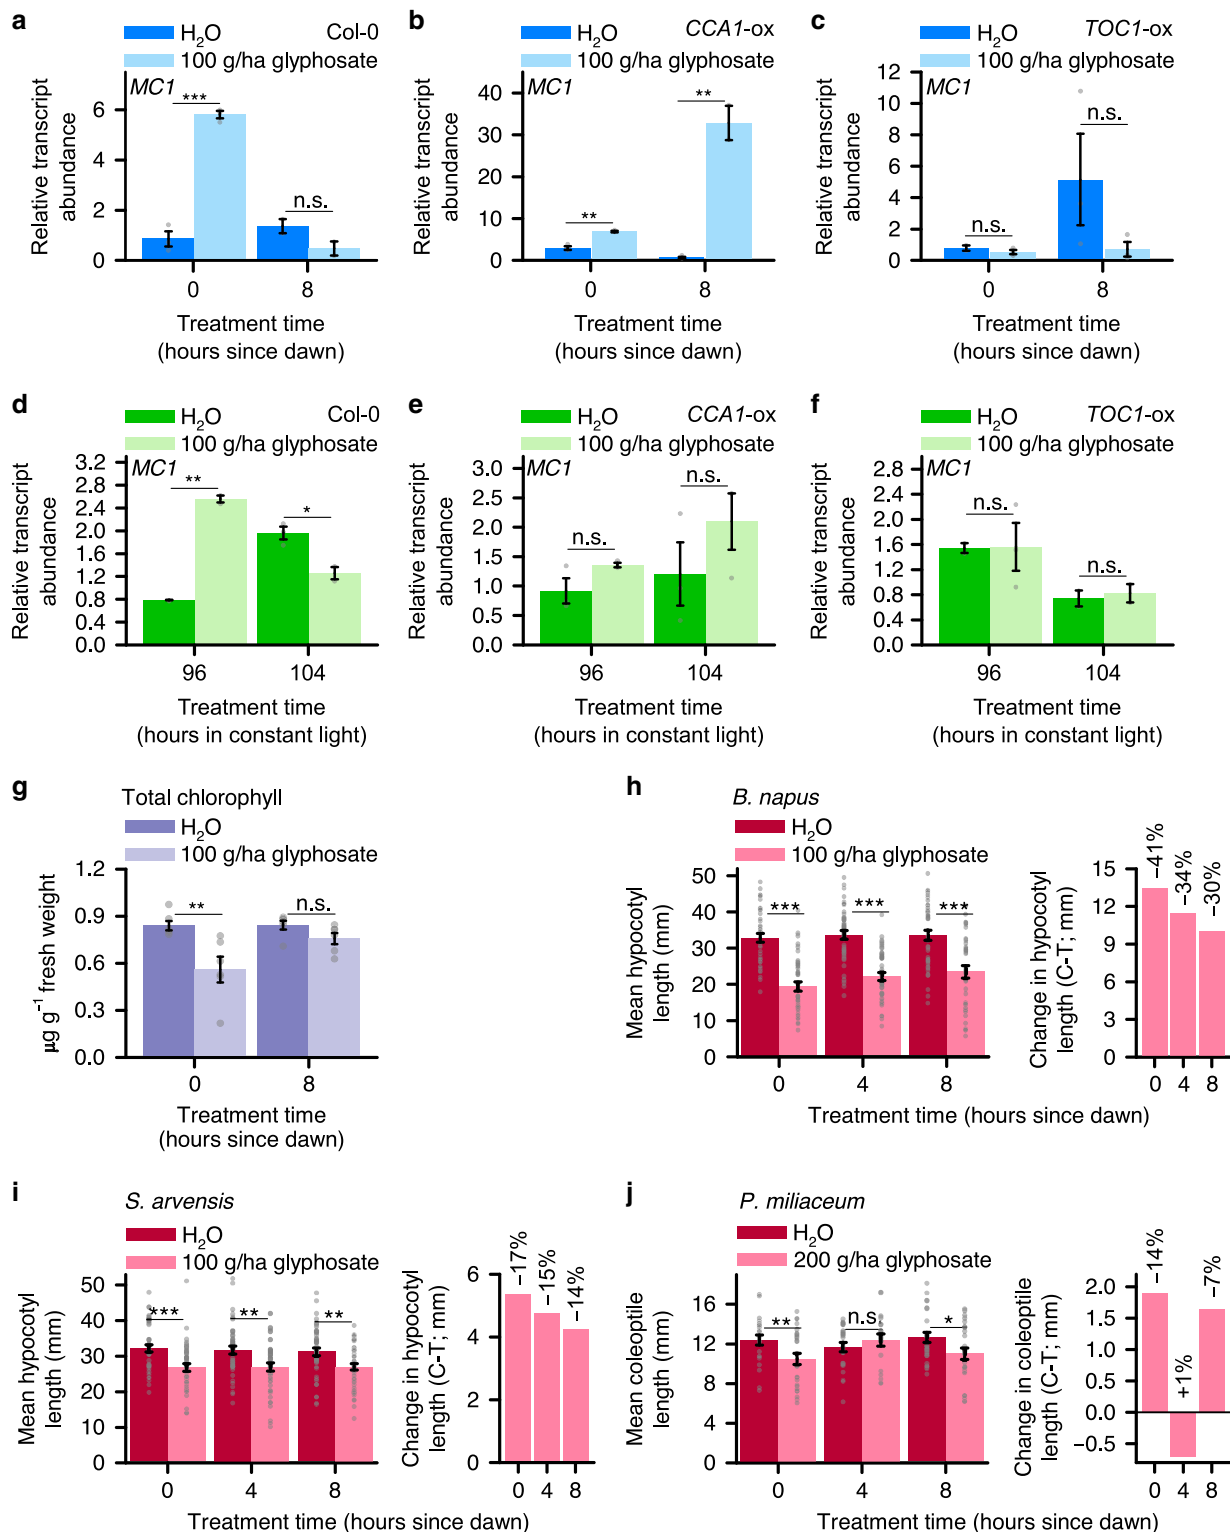 a
H2O
Col-0
100 g/ha glyphosate
MC1
Relative transcript
abundance
6
4
2
0
***
n.s.
0
8
Treatment time
(hours since dawn)
b
H2O
CCA1-ox
100 g/ha glyphosate
MC1
Relative transcript
abundance
40
30
20
10
0
**
**
0
8
Treatment time
(hours since dawn)
c
H2O
TOC1-ox
100 g/ha glyphosate
MC1
Relative transcript
abundance
12
10
8
6
4
2
0
n.s.
n.s.
0
8
Treatment time
(hours since dawn)
d
H2O
Col-0
100 g/ha glyphosate
MC1
Relative transcript
abundance
3.2
2.8
2.4
2.0
1.6
1.2
0.8
0.4
0.0
**
*
96
104
Treatment time
(hours in constant light)
e
H2O
CCA1-ox
100 g/ha glyphosate
MC1
Relative transcript
abundance
3.0
2.5
2.0
1.5
1.0
0.5
0.0
n.s.
n.s.
96
104
Treatment time
(hours in constant light)
f
H2O
TOC1-ox
100 g/ha glyphosate
MC1
Relative transcript
abundance
2.8
2.4
2.0
1.6
1.2
0.8
0.4
0.0
n.s.
n.s.
96
104
Treatment time
(hours in constant light)
g
Total chlorophyll
H2O
100 g/ha glyphosate
µg g−1 fresh weight
1.2
0.9
0.6
0.3
0.0
**
n.s.
0
8
Treatment time
(hours since dawn)
h
B. napus
H2O
100 g/ha glyphosate
Mean hypocotyl
length (mm)
50
40
30
20
10
0
***
***
***
0
4
8
Change in hypocotyl
length (C-T; mm)
15
12
9
6
3
0
−41%
−34%
−30%
0
4
8
Treatment time (hours since dawn)
i
S. arvensis
H2O
100 g/ha glyphosate
Mean hypocotyl
length (mm)
50
40
30
20
10
0
***
**
**
0
4
8
Change in hypocotyl
length (C-T; mm)
6
4
2
0
−17%
−15%
−14%
0
4
8
Treatment time (hours since dawn)
j
P. miliaceum
H2O
200 g/ha glyphosate
Mean coleoptile
length (mm)
16
12
8
4
0
**
n.s
*
0
4
8
Change in coleoptile
length (C-T; mm)
2.0
1.5
1.0
0.5
0.0
−0.5
−14%
+1%
−7%
0
4
8
Treatment time (hours since dawn)